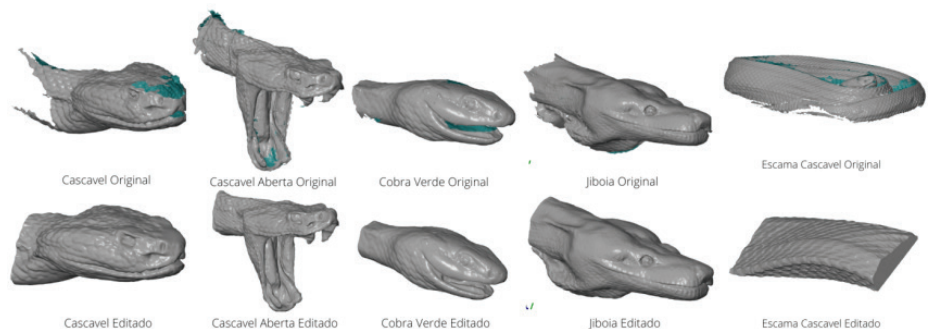 Cascavel Original
Cascavel Aberta Original
Cobra Verde Original
Jiboia Original
Escama Cascavel Original
Cascavel Editado
Cascavel Aberta Editado
Cobra Verde Editado
Jiboia Editado
Escama Cascavel Editado